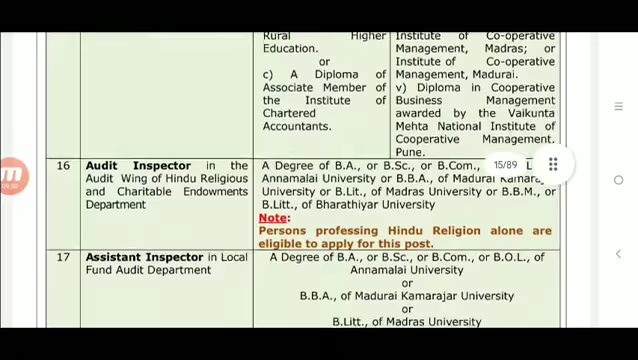 Rural Higher
Education.
or
c) A Diploma of
Associate Member of
the Institute of
Chartered
Accountants.
Institute of Co-operative
Management, Madras; or
Institute of Co-operative
Management, Madurai.
v) Diploma in Cooperative
Business Management
awarded by the Vaikunta
Mehta National Institute of
Cooperative Management,
Pune.
16
Audit Inspector in the
Audit Wing of Hindu Religious
and Charitable Endowments
Department
A Degree of B.A., or B.Sc., or B.Com., or
Annamalai University or B.B.A., of Madurai Kamaraj
University or B.Lit., of Madras University or B.B.M., or
B.Litt., of Bharathiyar University
Note:
Persons professing Hindu Religion alone are
eligible to apply for this post.
17
Assistant Inspector in Local
Fund Audit Department
A Degree of B.A., or B.Sc., or B.Com., or B.O.L., of
Annamalai University
or
B.B.A., of Madurai Kamarajar University
or
B.Litt., of Madras University
15/89